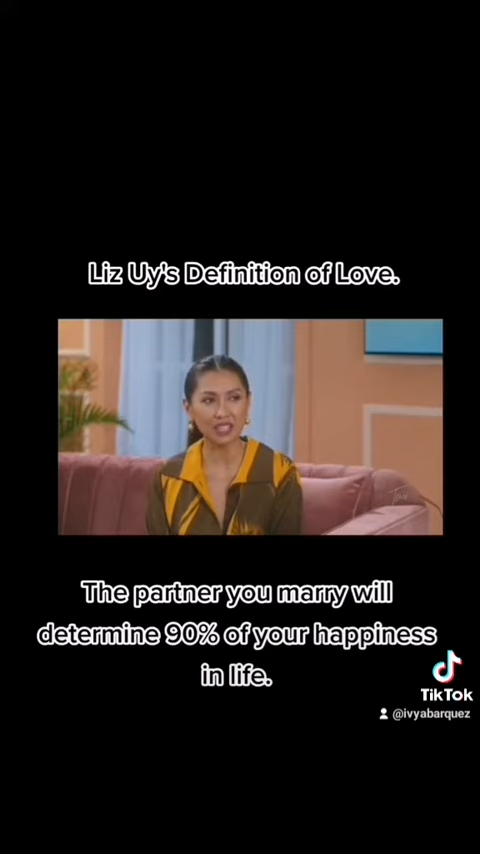 Liz Uy's Definition of Love.
The partner you marry will
determine 90% of your happiness
in life.
TikTok
@ivyabarquez